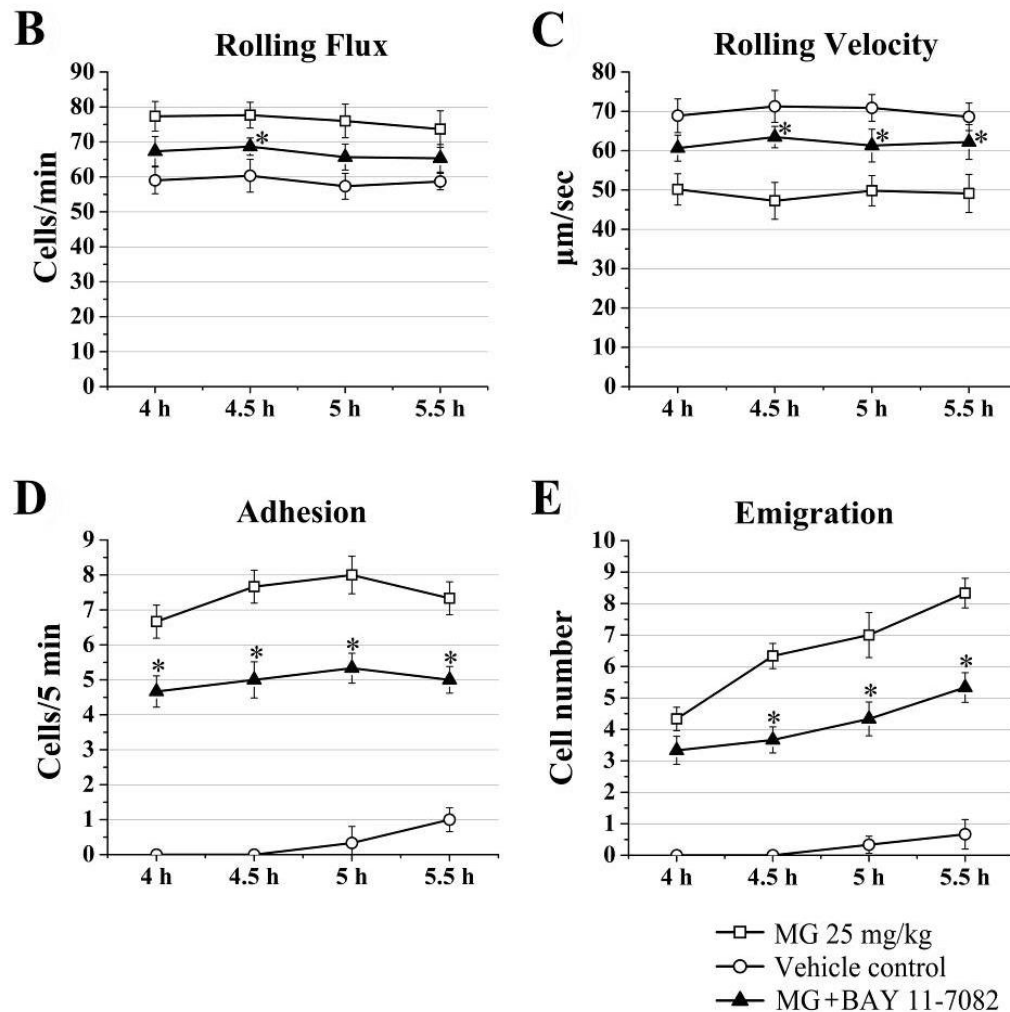 B
Rolling Flux
90
80
70
60
50
40
30
20
10
0
Cells/min
*
4 h 4.5 h 5 h 5.5 h
C
Rolling Velocity
80
70
60
50
40
30
20
10
0
µm/sec
* * *
4 h 4.5 h 5 h 5.5 h
D
Adhesion
9
8
7
6
5
4
3
2
1
0
Cells/5 min
* * * *
4 h 4.5 h 5 h 5.5 h
E
Emigration
10
9
8
7
6
5
4
3
2
1
0
Cell number
* * *
4 h 4.5 h 5 h 5.5 h
MG 25 mg/kg
Vehicle control
MG+BAY 11-7082